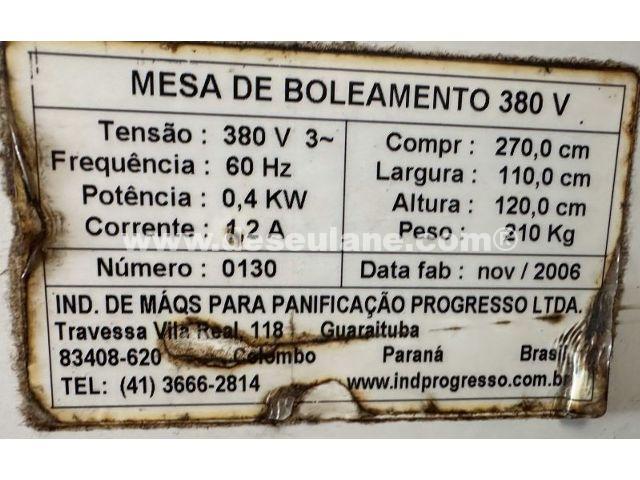 MESA DE BOLEAMENTO 380 V
Tensão : 380 V 3~
Frequência : 60 Hz
Potência : 0,4 KW
Corrente : 1,2 A
Compr : 270,0 cm
Largura : 110,0 cm
Altura : 120,0 cm
Peso : 210 Kg
www.deseulane.com®
Número : 0130
Data fab : nov / 2006
IND. DE MÁQS PARA PANIFICAÇÃO PROGRESSO LTDA.
Travessa Vila Real, 118 Guaraituba
83408-620 Colombo Paraná Brasil
TEL: (41) 3666-2814 www.indprogresso.com.br